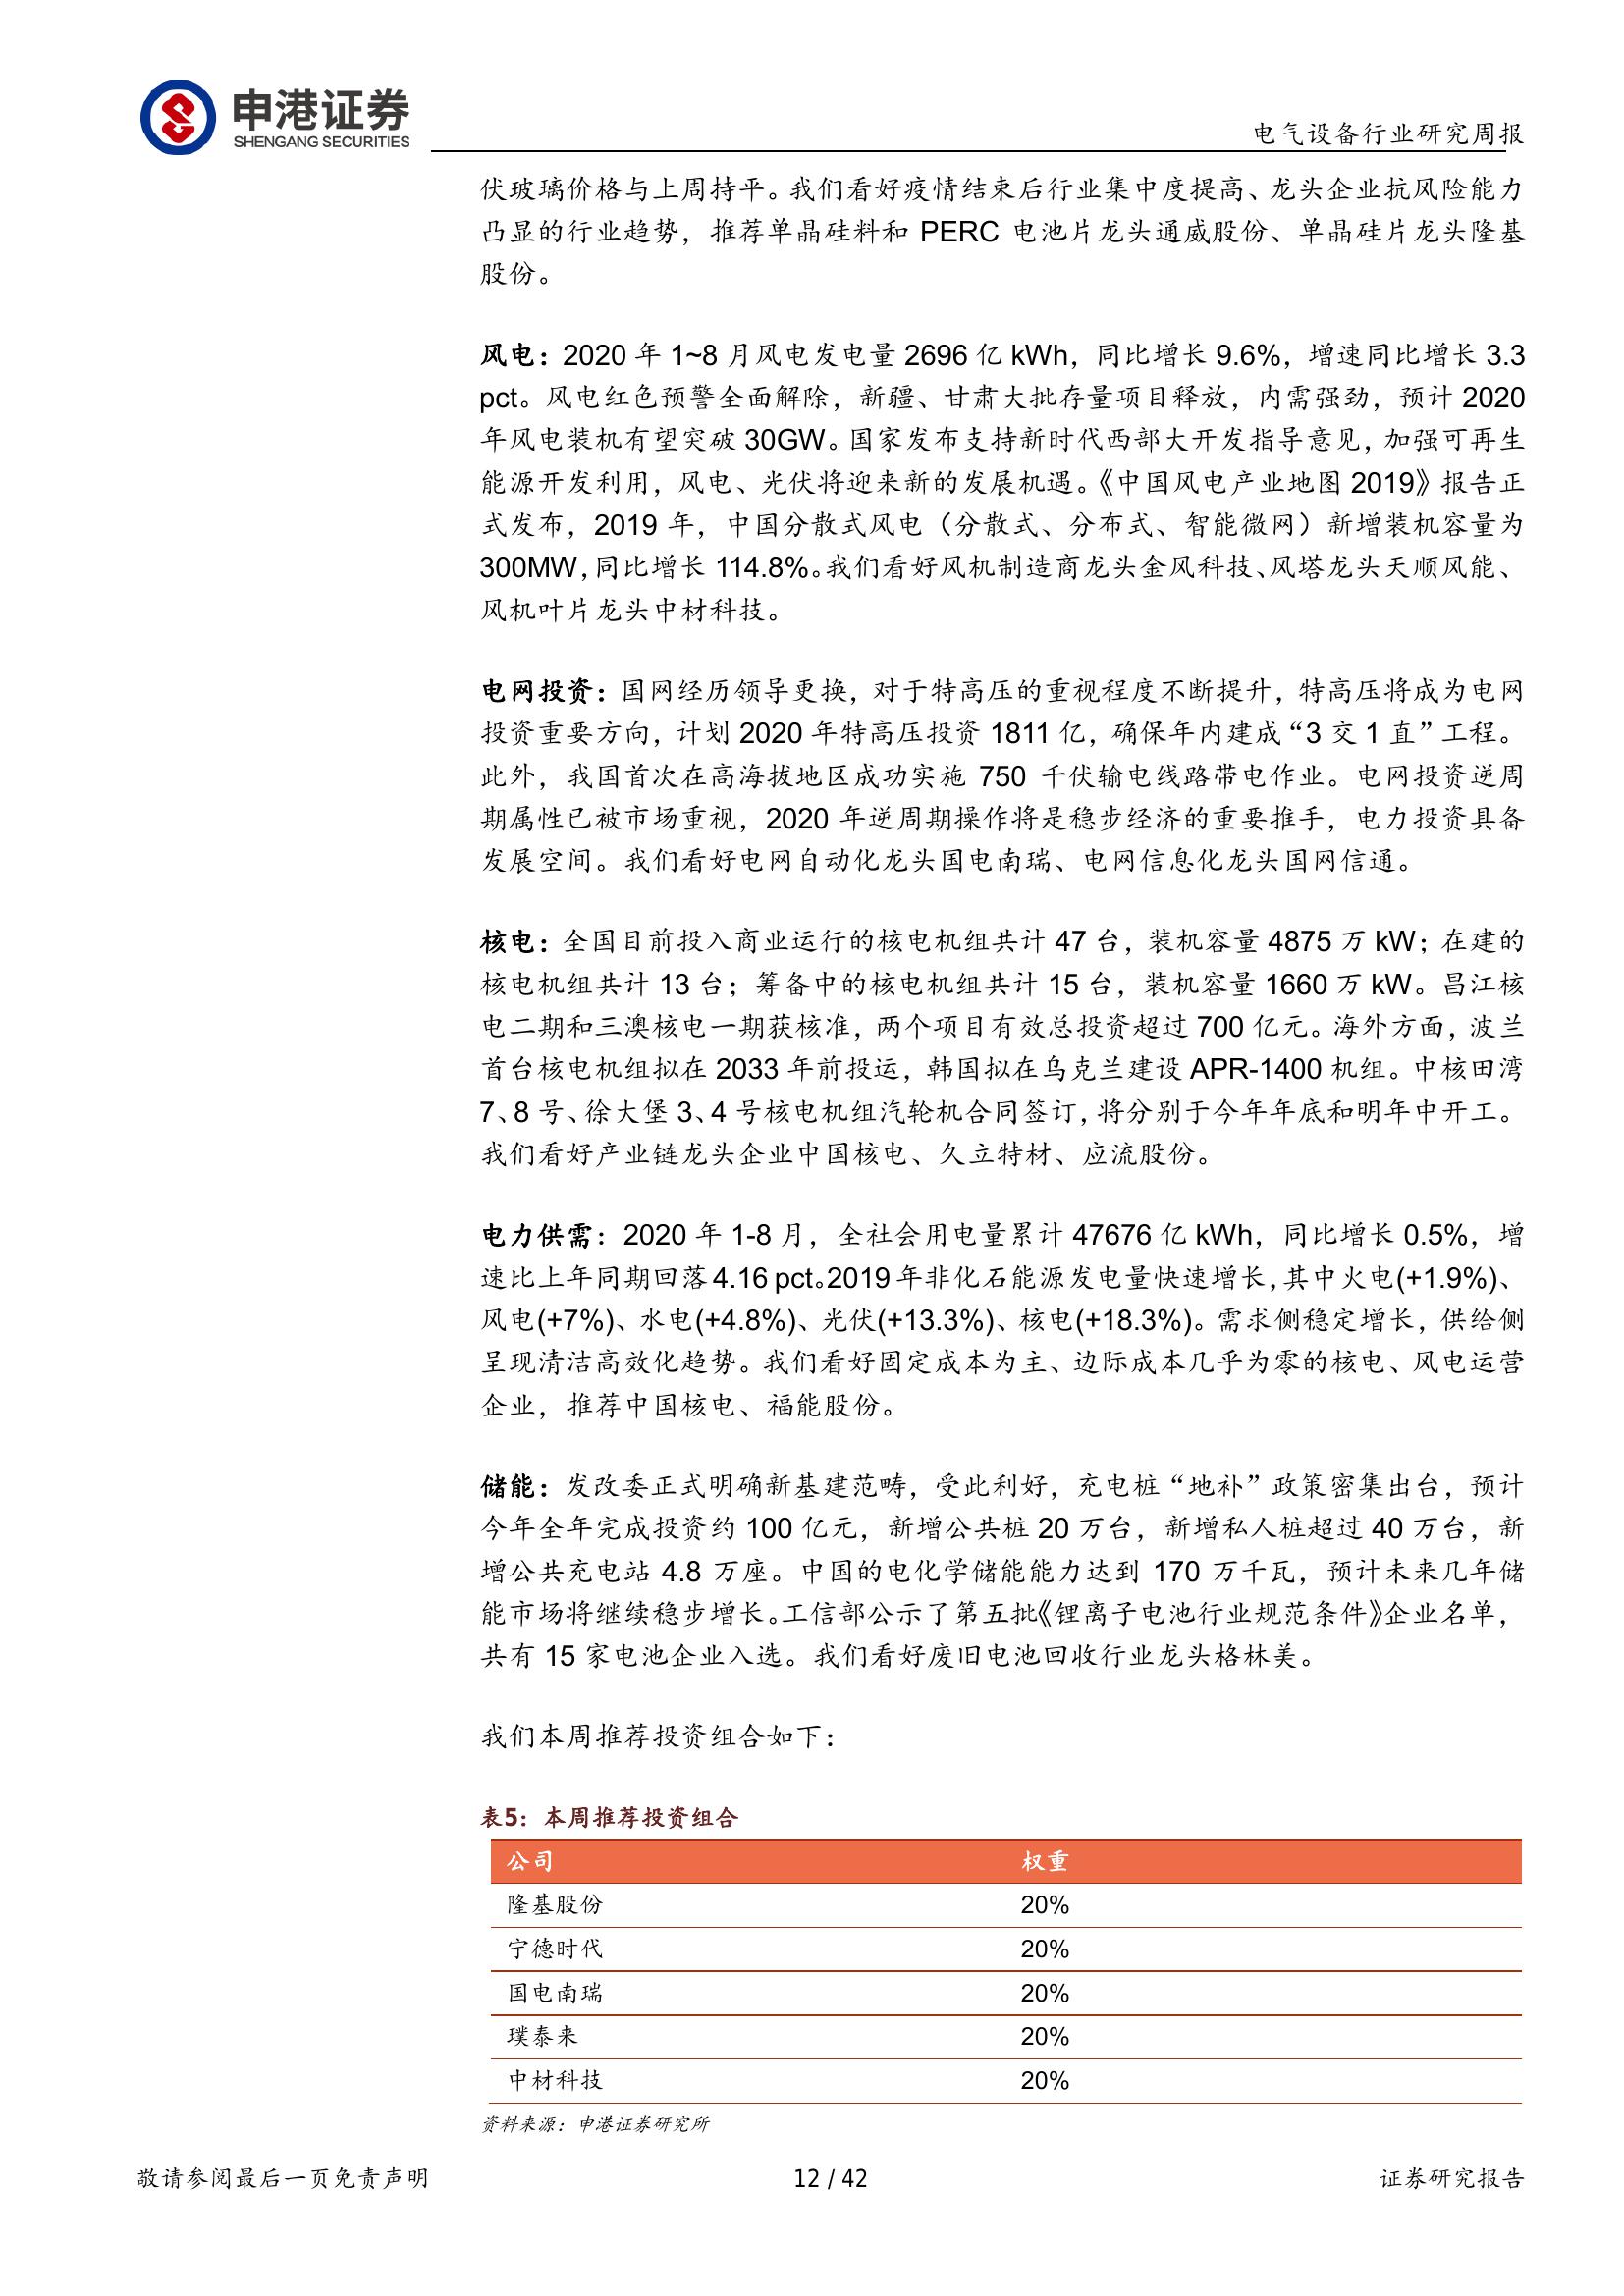 申港证券
SHENGANG SECURITIES
电气设备行业研究周报
伏玻璃价格与上周持平。我们看好疫情结束后行业集中度提高、龙头企业抗风险能力
凸显的行业趋势，推荐单晶硅料和 PERC 电池片龙头通威股份、单晶硅片龙头隆基
股份。
风电：2020 年 1~8 月风电发电量 2696 亿 kWh，同比增长 9.6%，增速同比增长 3.3
pct。风电红色预警全面解除，新疆、甘肃大批存量项目释放，内需强劲，预计 2020
年风电装机有望突破 30GW。国家发布支持新时代西部大开发指导意见，加强可再生
能源开发利用，风电、光伏将迎来新的发展机遇。《中国风电产业地图 2019》报告正
式发布，2019 年，中国分散式风电（分散式、分布式、智能微网）新增装机容量为
300MW，同比增长 114.8%。我们看好风机制造商龙头金风科技、风塔龙头天顺风能、
风机叶片龙头中材科技。
电网投资：国网经历领导更换，对于特高压的重视程度不断提升，特高压将成为电网
投资重要方向，计划 2020 年特高压投资 1811 亿，确保年内建成“3 交 1 直”工程。
此外，我国首次在高海拔地区成功实施 750 千伏输电线路带电作业。电网投资逆周
期属性已被市场重视，2020 年逆周期操作将是稳步经济的重要推手，电力投资具备
发展空间。我们看好电网自动化龙头国电南瑞、电网信息化龙头国网信通。
核电：全国目前投入商业运行的核电机组共计 47 台，装机容量 4875 万 kW；在建的
核电机组共计 13 台；筹备中的核电机组共计 15 台，装机容量 1660 万 kW。昌江核
电二期和三澳核电一期获核准，两个项目有效总投资超过 700 亿元。海外方面，波兰
首台核电机组拟在 2033 年前投运，韩国拟在乌克兰建设 APR-1400 机组。中核田湾
7、8 号、徐大堡 3、4 号核电机组汽轮机合同签订，将分别于今年年底和明年中开工。
我们看好产业链龙头企业中国核电、久立特材、应流股份。
电力供需：2020 年 1-8 月，全社会用电量累计 47676 亿 kWh，同比增长 0.5%，增
速比上年同期回落 4.16 pct。2019 年非化石能源发电量快速增长，其中火电(+1.9%)、
风电(+7%)、水电(+4.8%)、光伏(+13.3%)、核电(+18.3%)。需求侧稳定增长，供给侧
呈现清洁高效化趋势。我们看好固定成本为主、边际成本几乎为零的核电、风电运营
企业，推荐中国核电、福能股份。
储能：发改委正式明确新基建范畴，受此利好，充电桩“地补”政策密集出台，预计
今年全年完成投资约 100 亿元，新增公共桩 20 万台，新增私人桩超过 40 万台，新
增公共充电站 4.8 万座。中国的电化学储能能力达到 170 万千瓦，预计未来几年储
能市场将继续稳步增长。工信部公示了第五批《锂离子电池行业规范条件》企业名单，
共有 15 家电池企业入选。我们看好废旧电池回收行业龙头格林美。
我们本周推荐投资组合如下：
表5：本周推荐投资组合
公司 权重
隆基股份 20%
宁德时代 20%
国电南瑞 20%
璞泰来 20%
中材科技 20%
资料来源：申港证券研究所
敬请参阅最后一页免责声明 12 / 42 证券研究报告